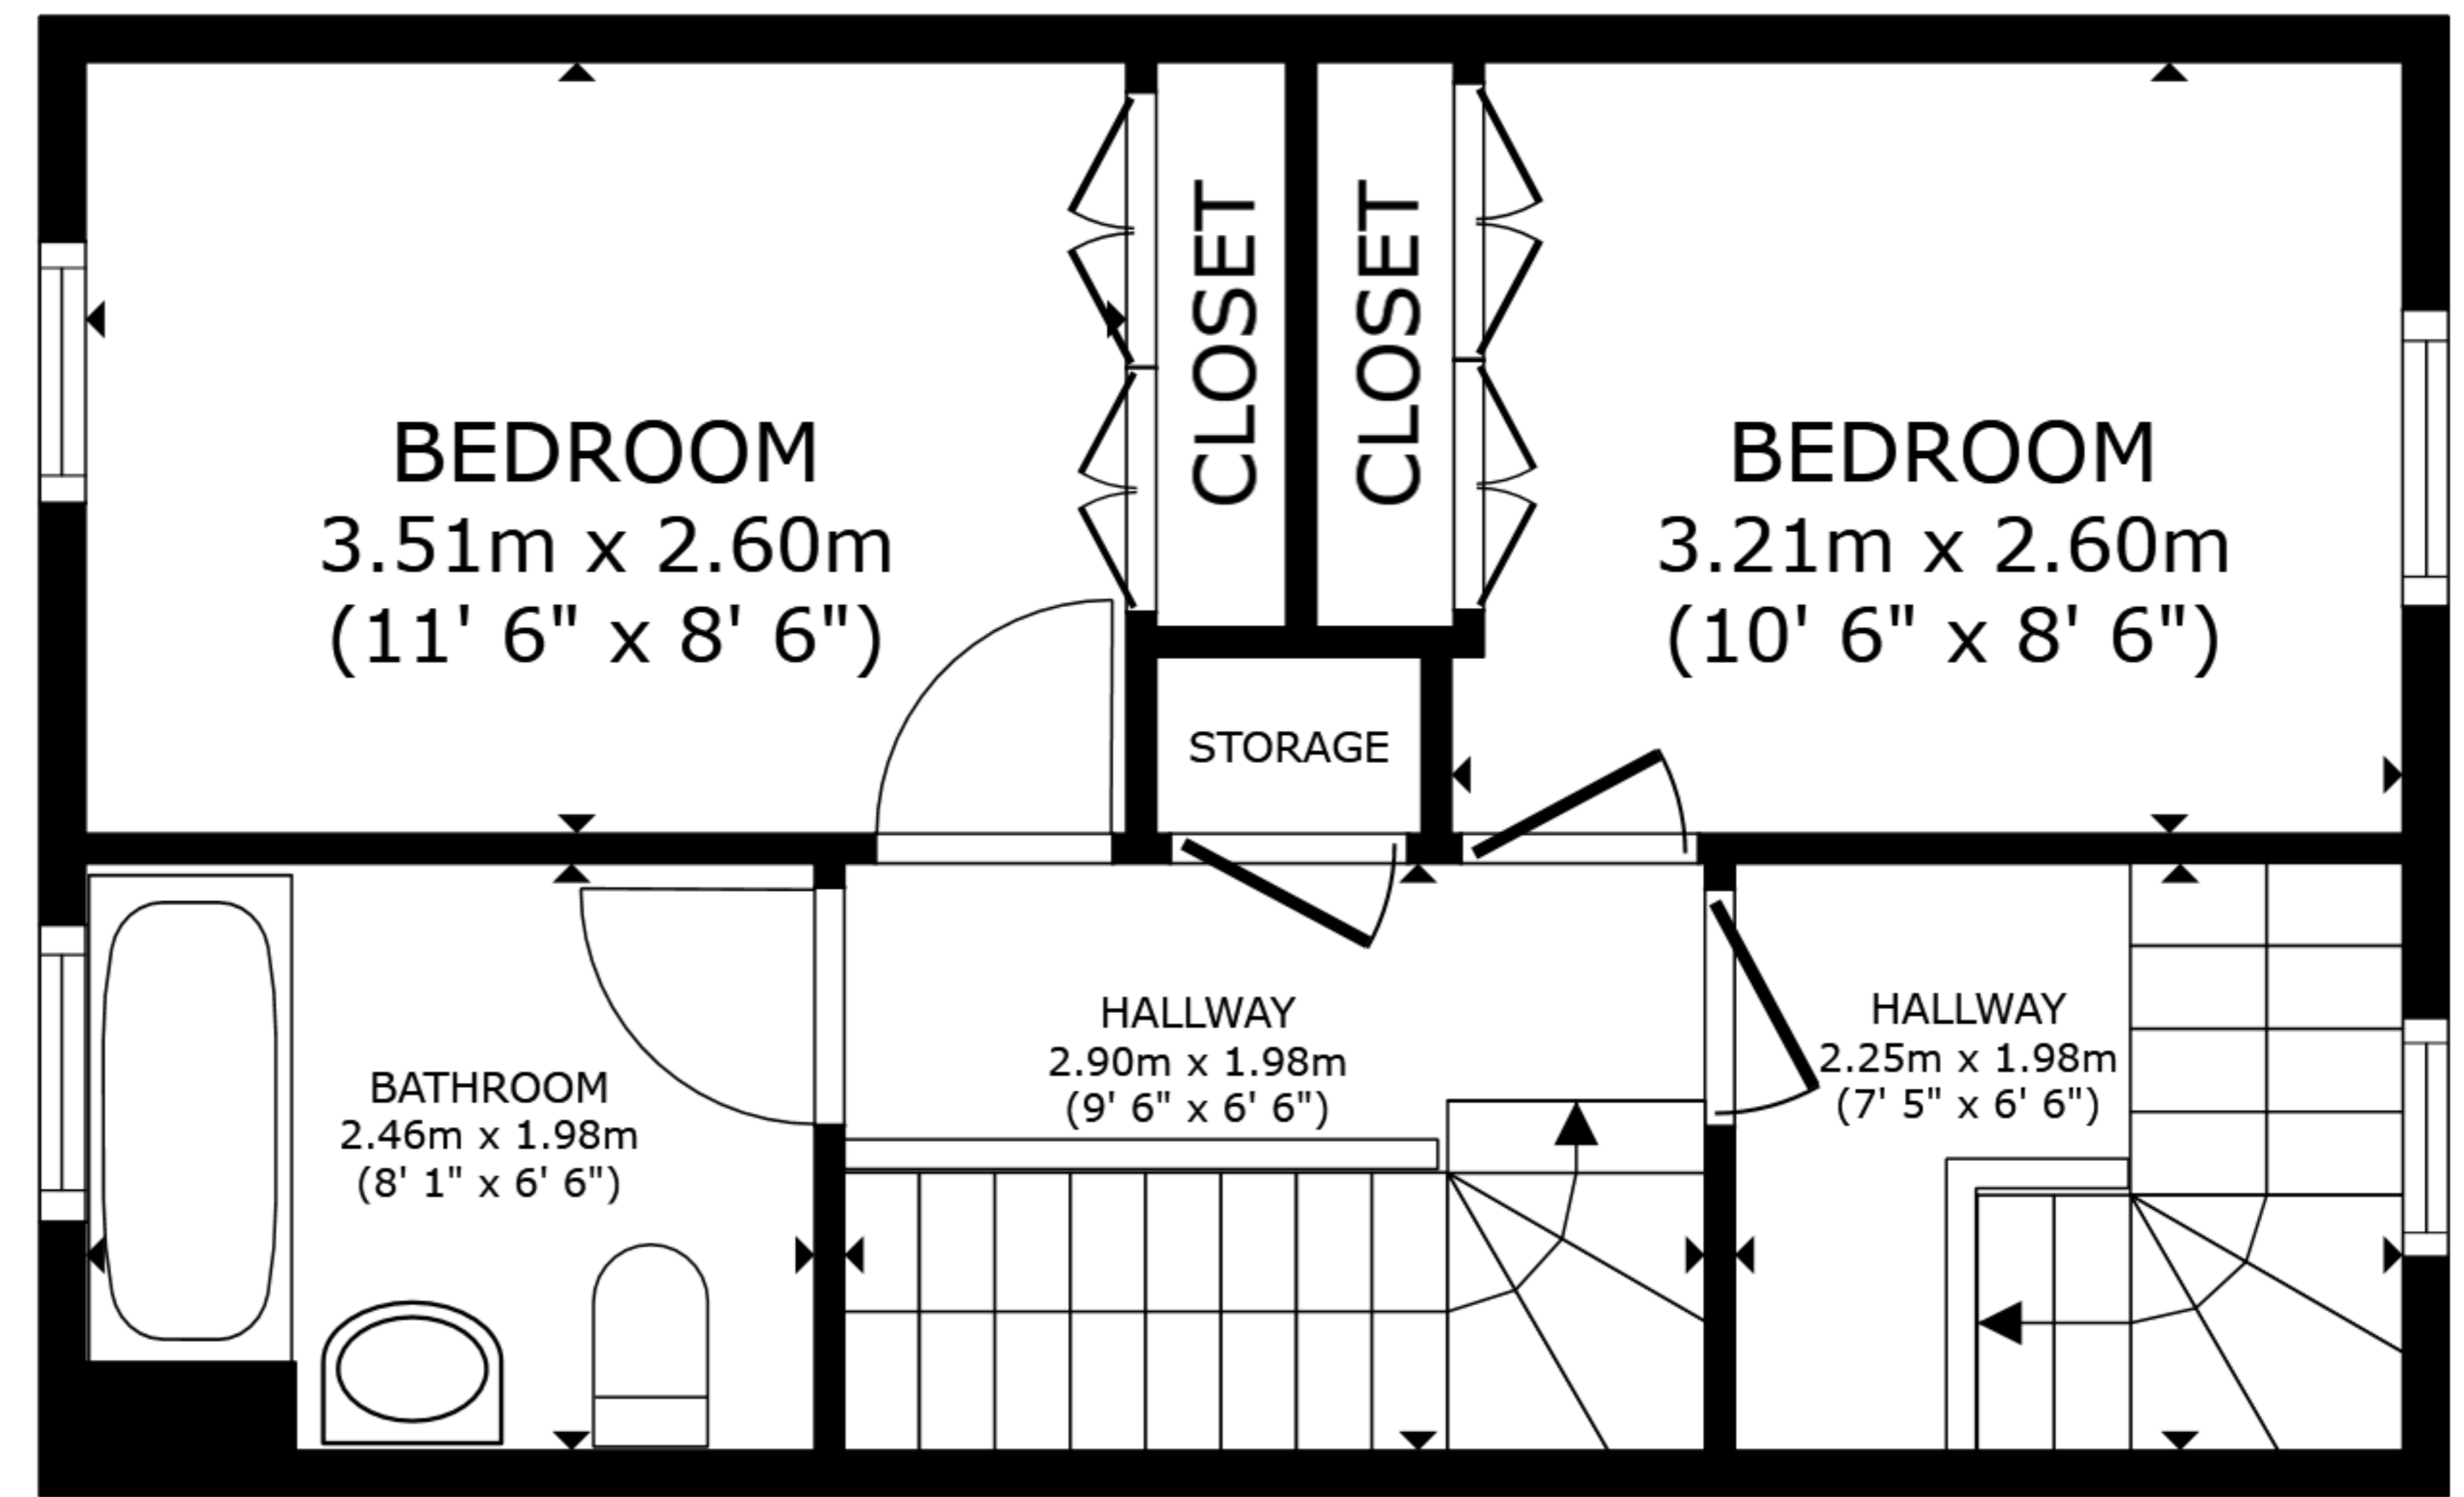 BEDROOM
3.51m x 2.60m
(11' 6" x 8' 6")
CLOSET
CLOSET
BEDROOM
3.21m x 2.60m
(10' 6" x 8' 6")
STORAGE
BATHROOM
2.46m x 1.98m
(8' 1" x 6' 6")
HALLWAY
2.90m x 1.98m
(9' 6" x 6' 6")
HALLWAY
2.25m x 1.98m
(7' 5" x 6' 6")